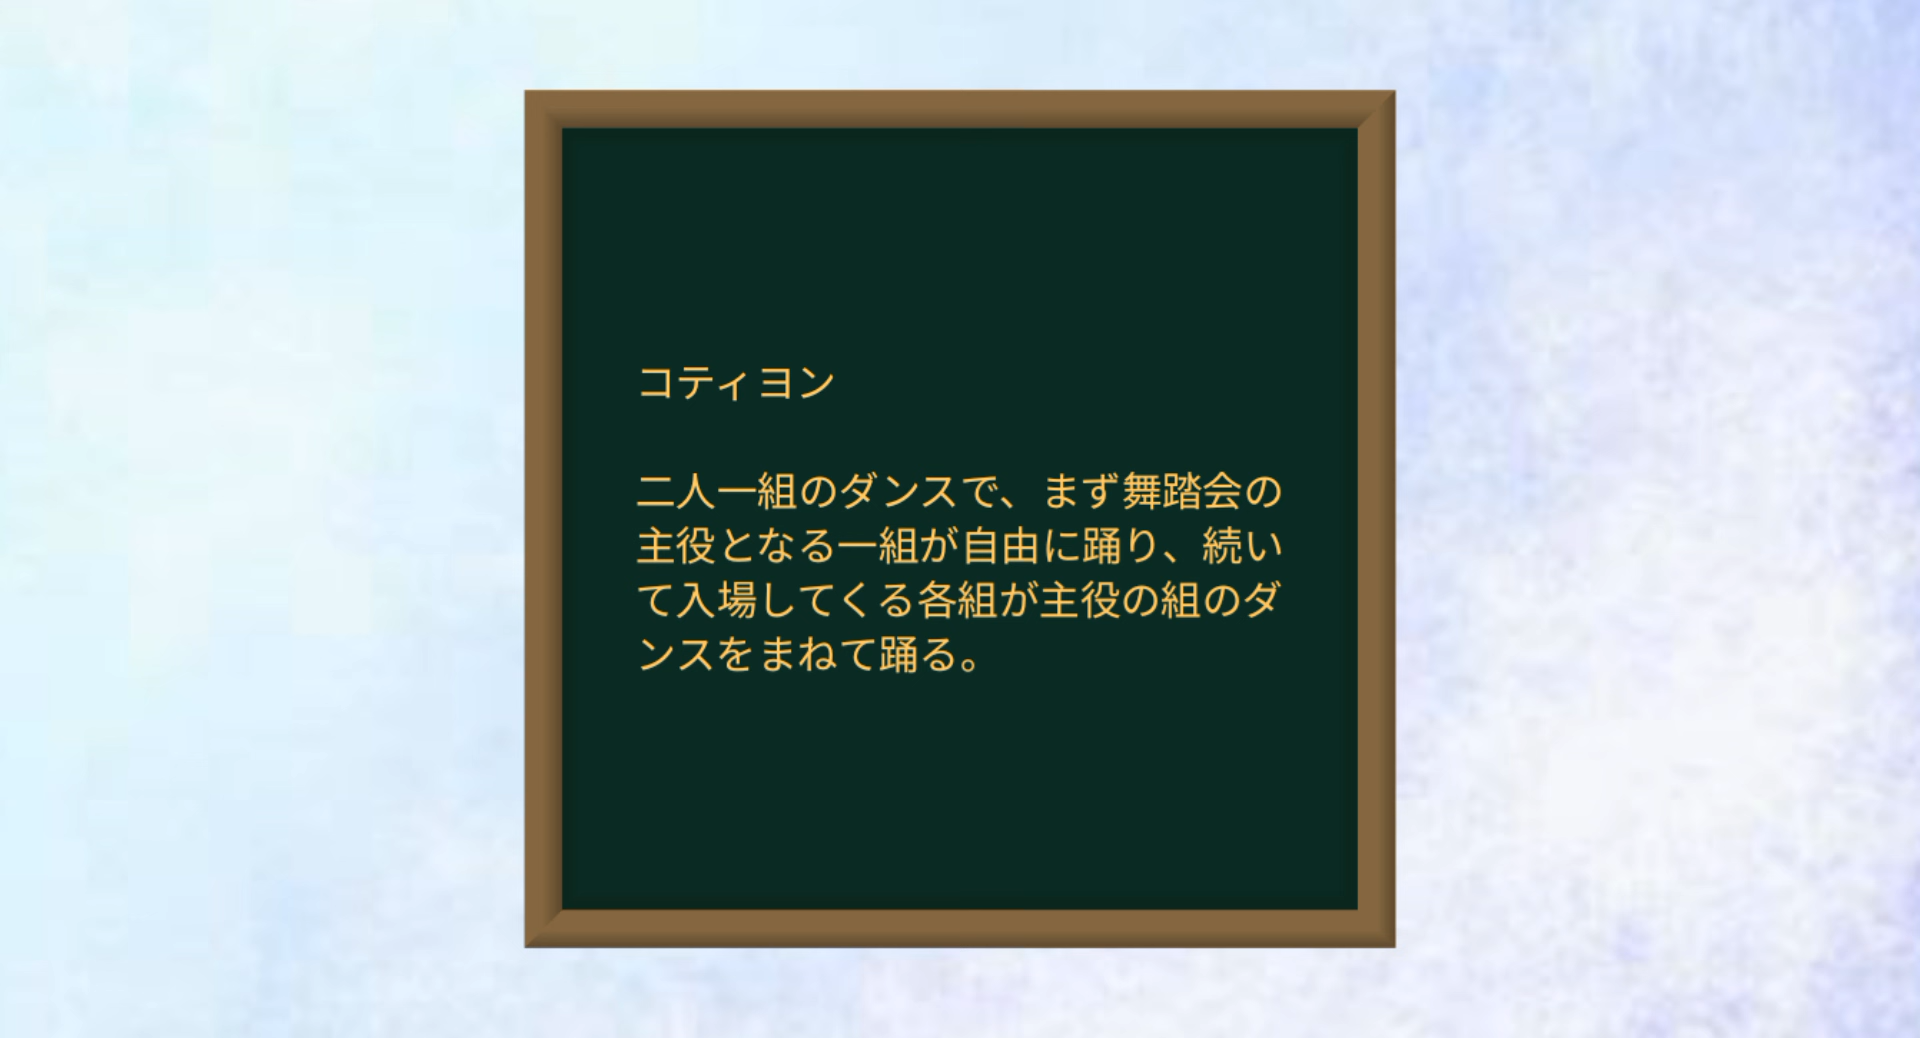 コティヨン
二人一組のダンスで、まず舞踏会の
主役となる一組が自由に踊り、続い
て入場してくる各組が主役の組のダ
ンスをまねて踊る。